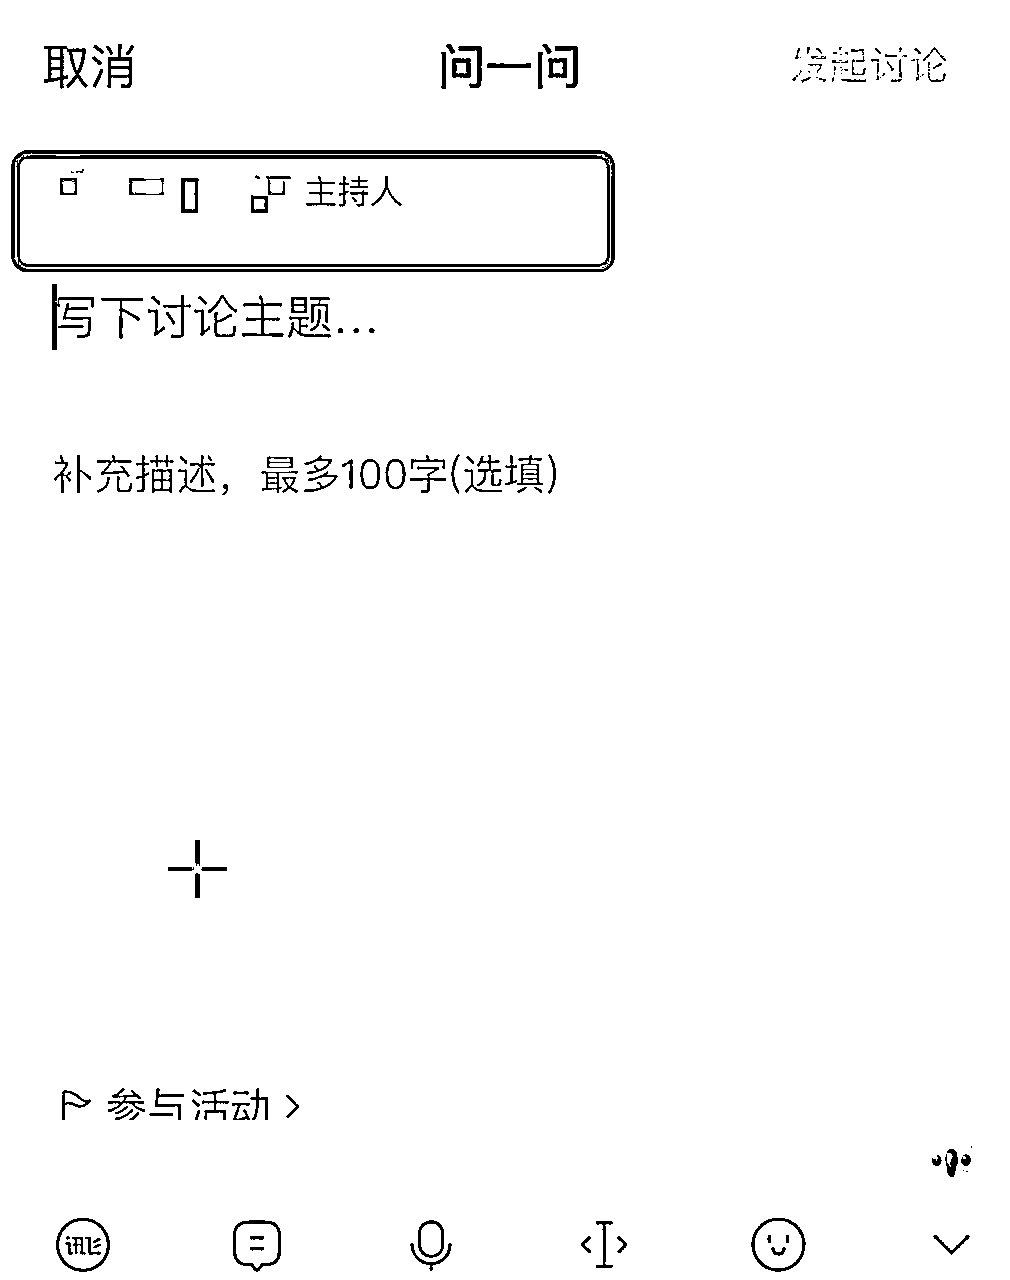 取消 问一问 发起讨论
主持人
写下讨论主题...
补充描述，最多100字(选填)
参与活动 >
讯飞